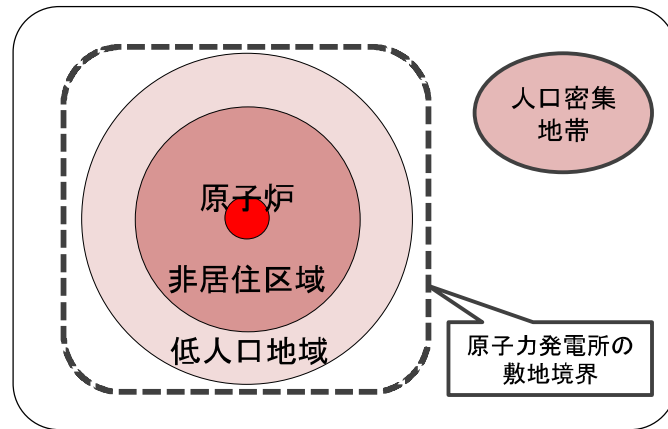 人口密集
地帯
原子炉
非居住区域
低人口地域
原子力発電所の
敷地境界